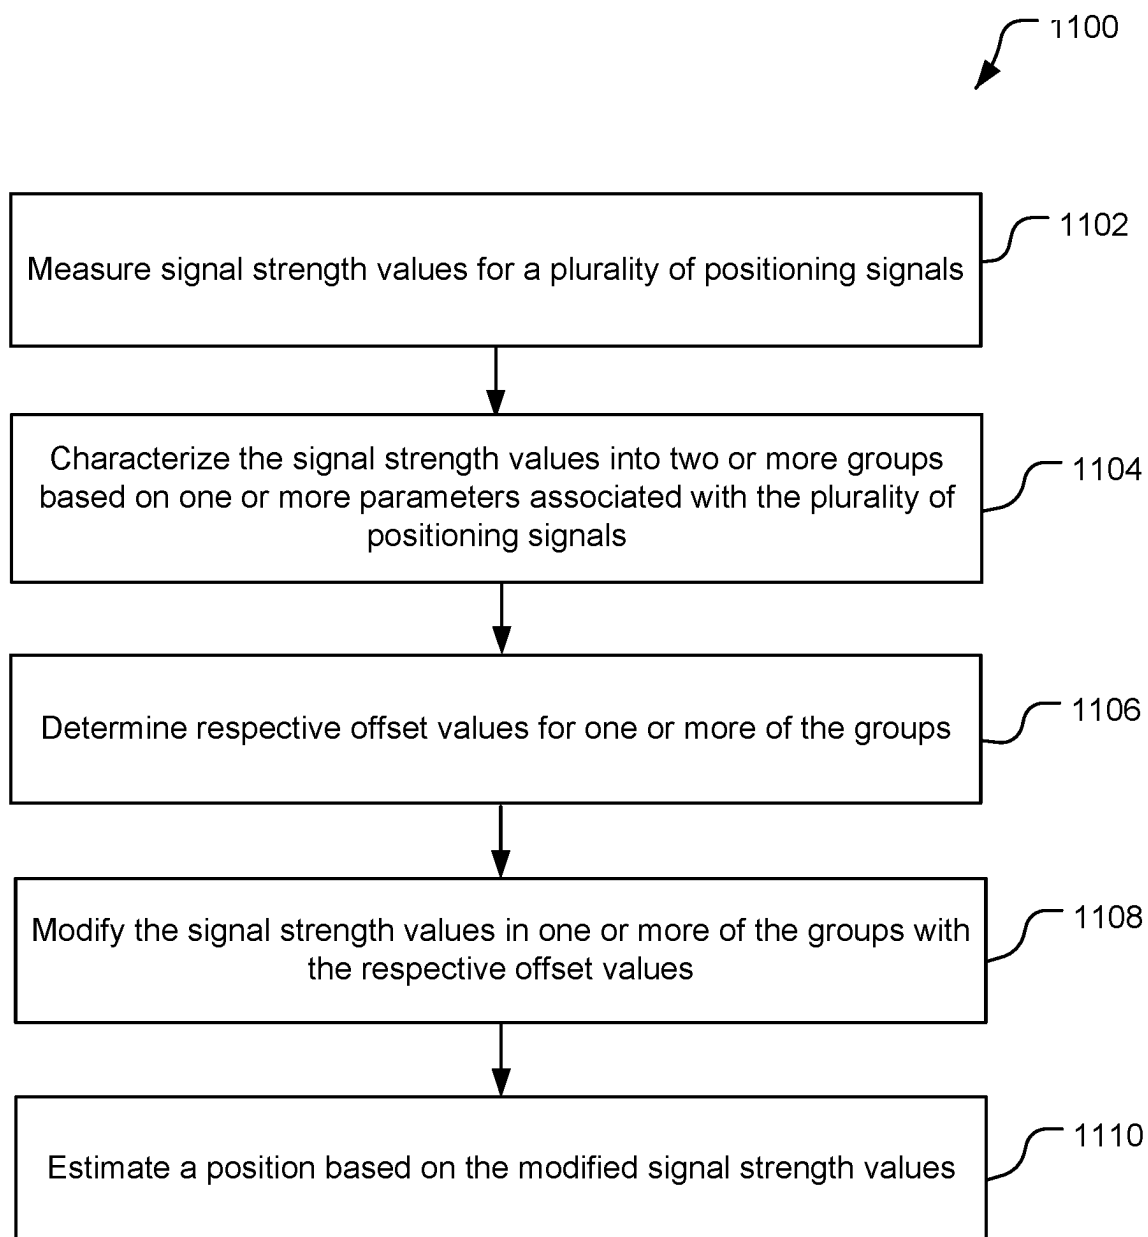 1100
Measure signal strength values for a plurality of positioning signals
1102
Characterize the signal strength values into two or more groups
based on one or more parameters associated with the plurality of
positioning signals
1104
Determine respective offset values for one or more of the groups
1106
Modify the signal strength values in one or more of the groups with
the respective offset values
1108
Estimate a position based on the modified signal strength values
1110